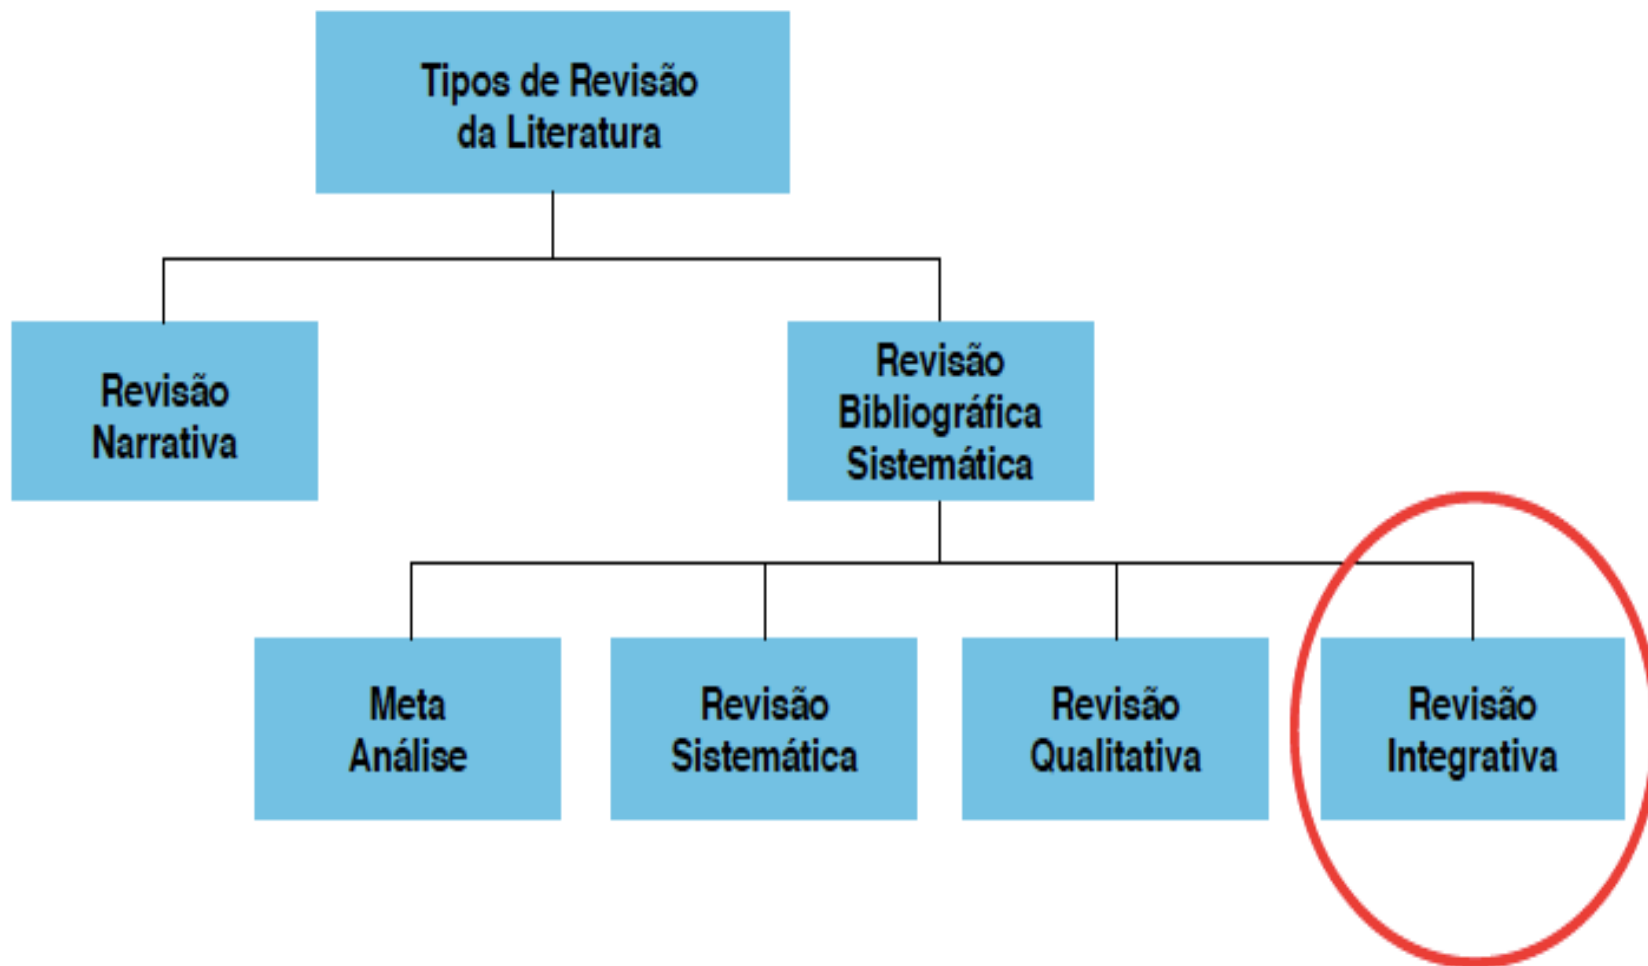 Tipos de Revisão
da Literatura
Revisão
Narrativa
Revisão
Bibliográfica
Sistemática
Meta
Análise
Revisão
Sistemática
Revisão
Qualitativa
Revisão
Integrativa